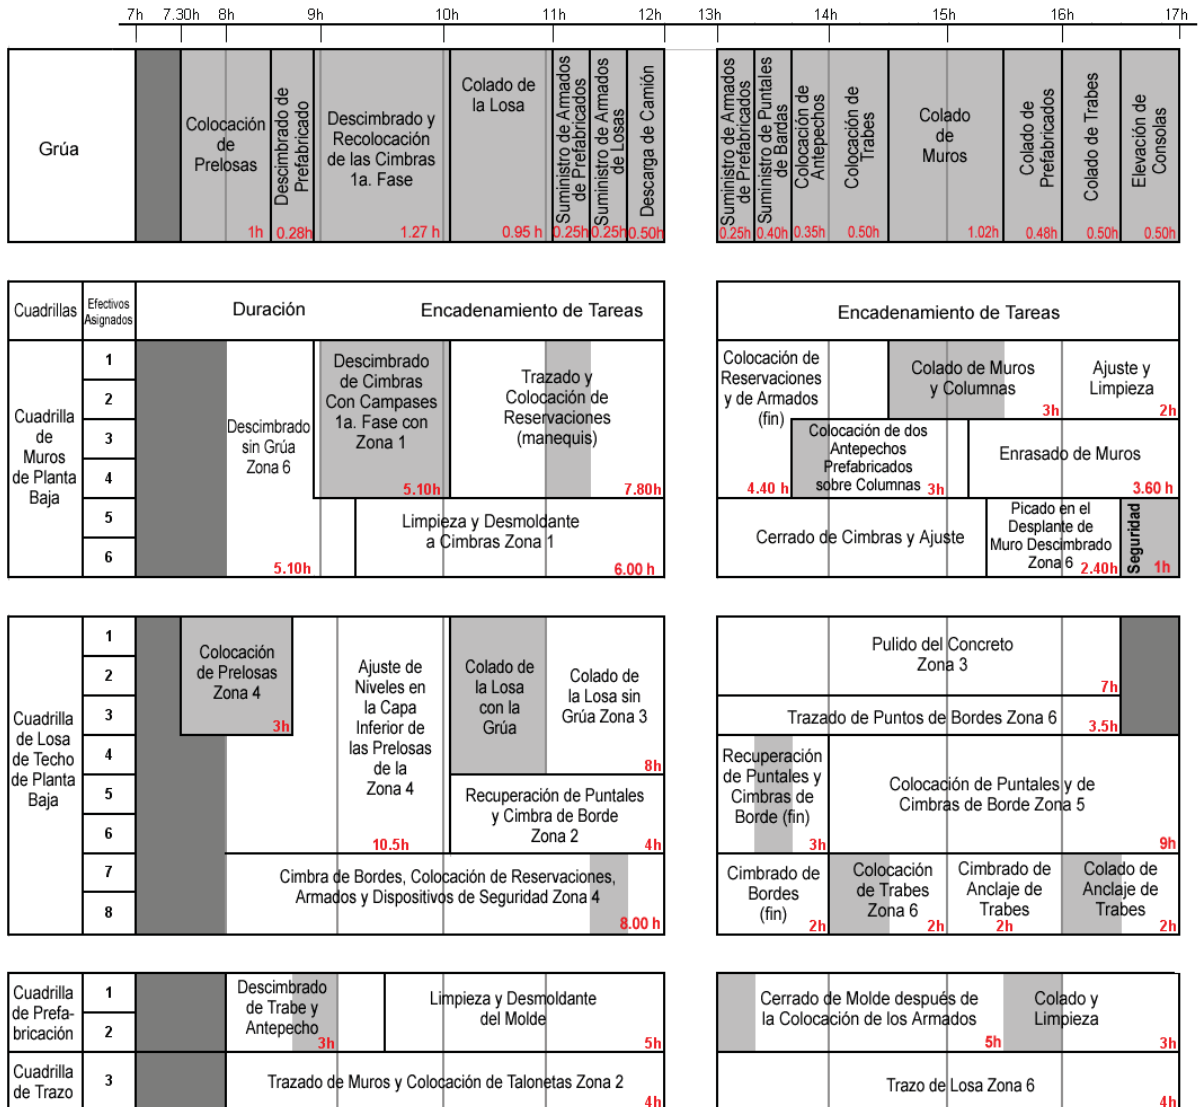 7h 7.30h 8h 9h 10h 11h 12h 13h 14h 15h 16h 17h
Grúa
Colocación
de
Prelosas
1h
Descimbrado de
Prefabricado
0.28h
Descimbrado y
Recolocación
de las Cimbras
1a. Fase
1.27 h
Colado de
la Losa
0.95 h
Suministro de Armados
de Prefabricados
0.25h
Suministro de Armados
de Losas
0.25h
Descarga de Camión
0.50h
Suministro de Armados
de Prefabricados
0.25h
Suministro de Puntales
de Bardas
0.40h
Colocación de
Antepechos
0.35h
Colocación de
Trabes
0.50h
Colado
de
Muros
1.02h
Colado de
Prefabricados
0.48h
Colado de Trabes
0.50h
Elevación de
Consolas
0.50h
Cuadrillas
Efectivos
Asignados
Duración
Encadenamiento de Tareas
Encadenamiento de Tareas
Cuadrilla
de
Muros
de Planta
Baja
1
2
3
4
5
6
Descimbrado
sin Grúa
Zona 6
5.10h
Descimbrado
de Cimbras
Con Campases
1a. Fase con
Zona 1
5.10h
Trazado y
Colocación de
Reservaciones
(manequis)
7.80h
Limpieza y Desmoldante
a Cimbras Zona 1
6.00 h
Colocación de
Reservaciones
y de Armados
(fin)
4.40 h
Colado de Muros
y Columnas
3h
Ajuste y
Limpieza
2h
Colocación de dos
Antepechos
Prefabricados
sobre Columnas
3h
Enrasado de Muros
3.60 h
Cerrado de Cimbras y Ajuste
Picado en el
Desplante de
Muro Descimbrado
Zona 6
2.40h
Seguridad
1h
Cuadrilla
de Losa
de Techo
de Planta
Baja
1
2
3
4
5
6
7
8
Colocación
de Prelosas
Zona 4
3h
Ajuste de
Niveles en
la Capa
Inferior de
las Prelosas
de la
Zona 4
10.5h
Colado de
la Losa
con la
Grúa
Colado de
la Losa sin
Grúa Zona 3
8h
Recuperación de Puntales
y Cimbra de Borde
Zona 2
4h
Cimbra de Bordes, Colocación de Reservaciones,
Armados y Dispositivos de Seguridad Zona 4
8.00 h
Pulido del Concreto
Zona 3
7h
Trazado de Puntos de Bordes Zona 6
3.5h
Recuperación
de Puntales y
Cimbras de
Borde (fin)
3h
Colocación de Puntales y de
Cimbras de Borde Zona 5
9h
Cimbrado de
Bordes
(fin)
2h
Colocación
de Trabes
Zona 6
2h
Cimbrado de
Anclaje de
Trabes
2h
Colado de
Anclaje de
Trabes
2h
Cuadrilla
de Prefa-
bricación
1
2
Descimbrado
de Trabe y
Antepecho
3h
Limpieza y Desmoldante
del Molde
5h
Cerrado de Molde después de
la Colocación de los Armados
5h
Colado y
Limpieza
3h
Cuadrilla
de Trazo
3
Trazado de Muros y Colocación de Talonetas Zona 2
4h
Trazo de Losa Zona 6
4h